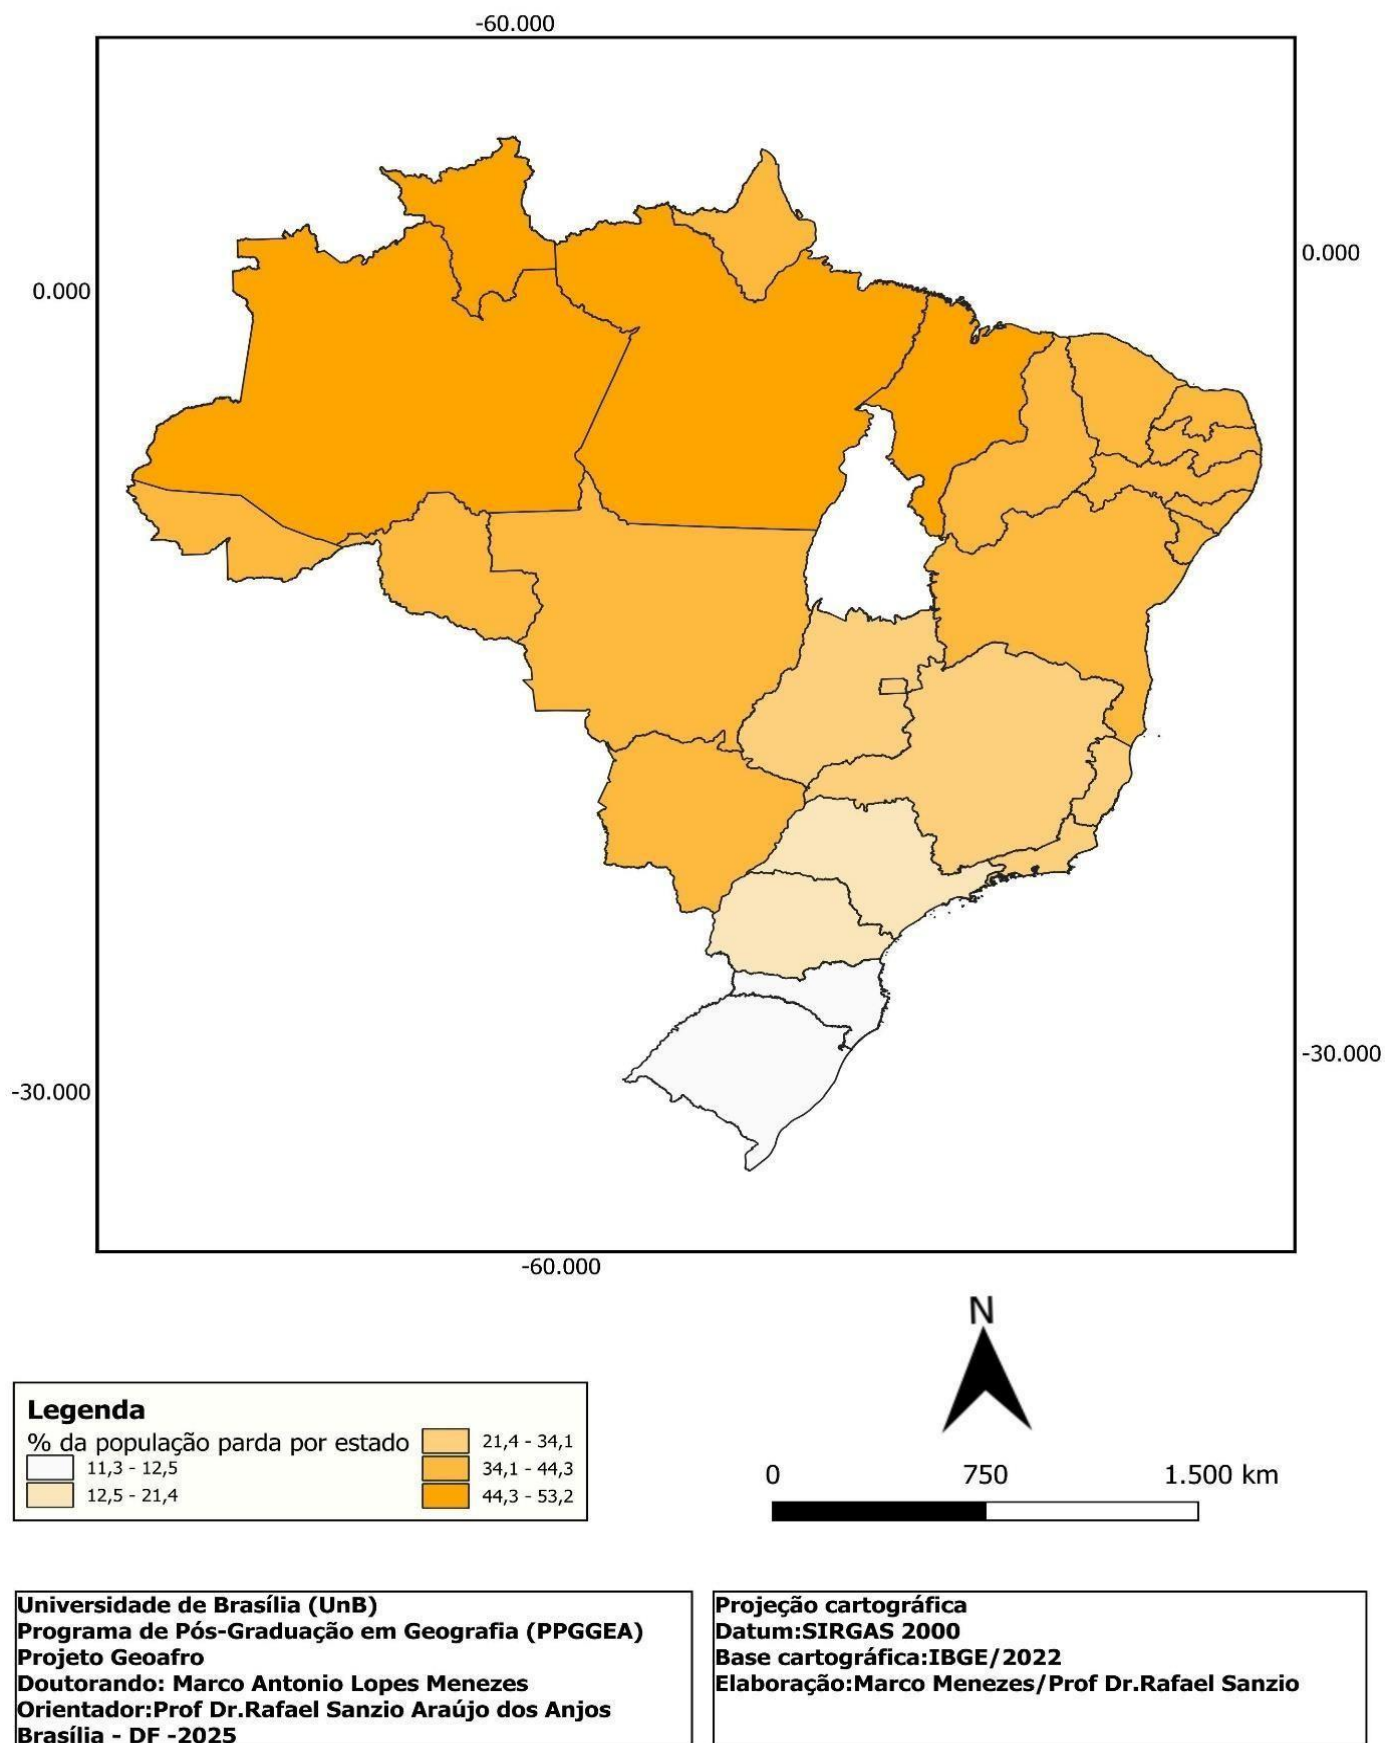 -60.000
0.000
0.000
-30.000
-30.000
-60.000
N
Legenda
% da população parda por estado
11,3 - 12,5
12,5 - 21,4
21,4 - 34,1
34,1 - 44,3
44,3 - 53,2
0 750 1.500 km
Universidade de Brasília (UnB)
Programa de Pós-Graduação em Geografia (PPGGEA)
Projeto Geoafro
Doutorando: Marco Antonio Lopes Menezes
Orientador:Prof Dr.Rafael Sanzio Araújo dos Anjos
Brasília - DF -2025
Projeção cartográfica
Datum:SIRGAS 2000
Base cartográfica:IBGE/2022
Elaboração:Marco Menezes/Prof Dr.Rafael Sanzio